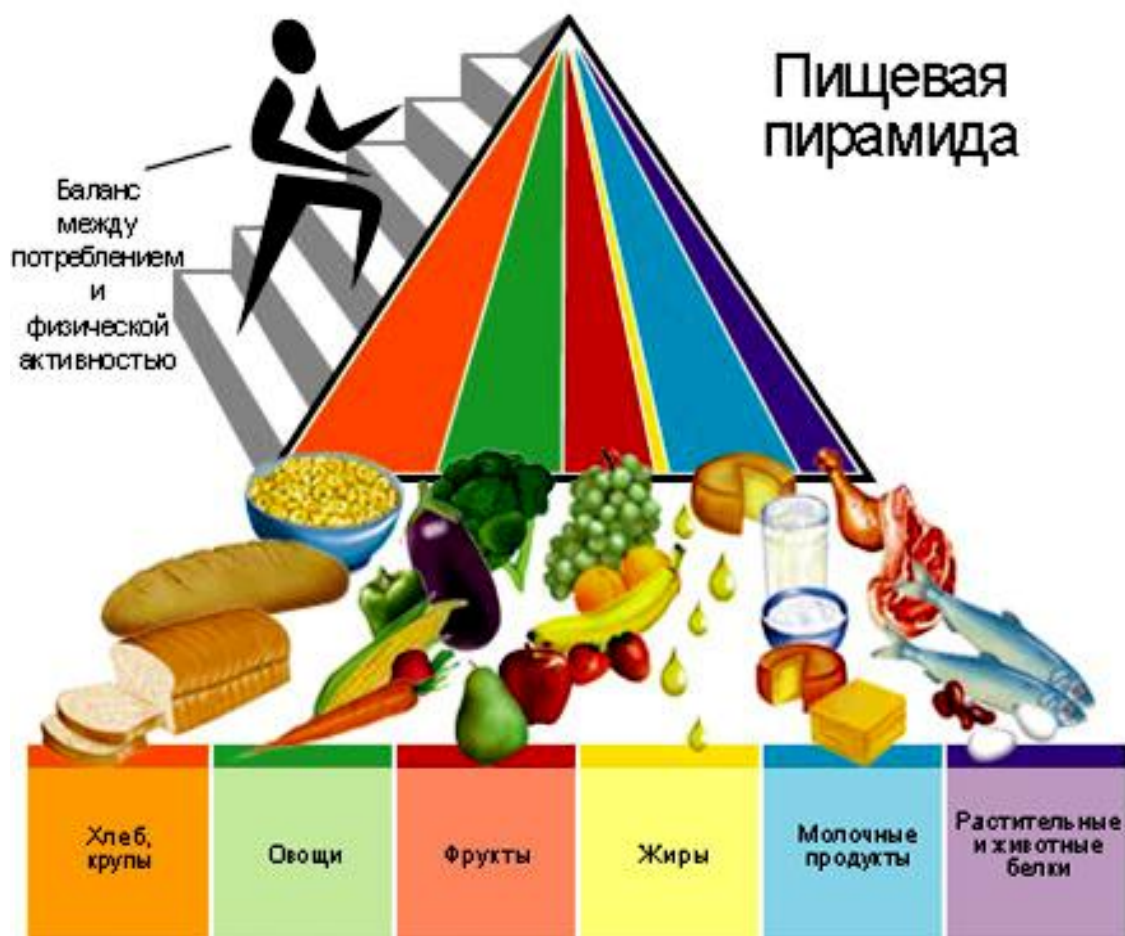 Пищевая
пирамида
Баланс
между
потреблением
и
физической
активностью
Хлеб,
крупы
Овощи
Фрукты
Жиры
Молочные
продукты
Растительные
и животные
белки